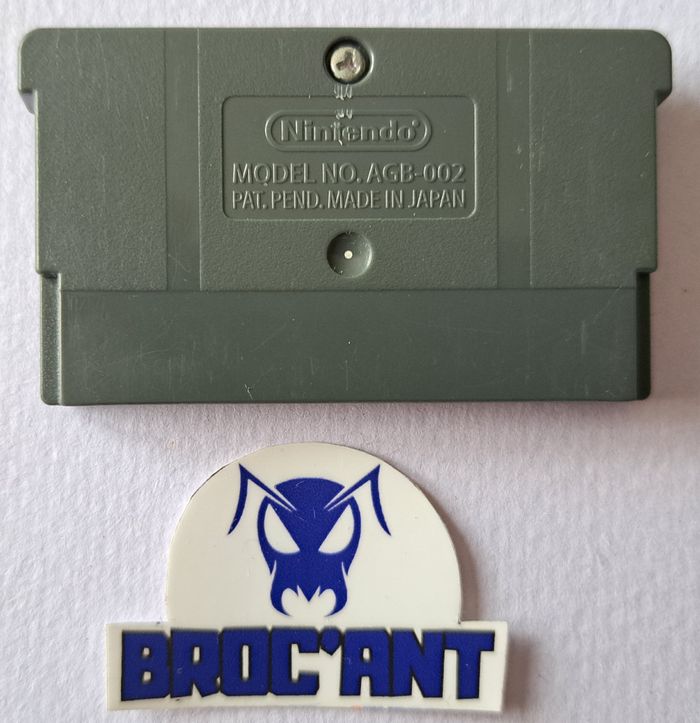 Nintendo
MODEL NO. AGB-002
PAT. PEND. MADE IN JAPAN
BROC'ANT